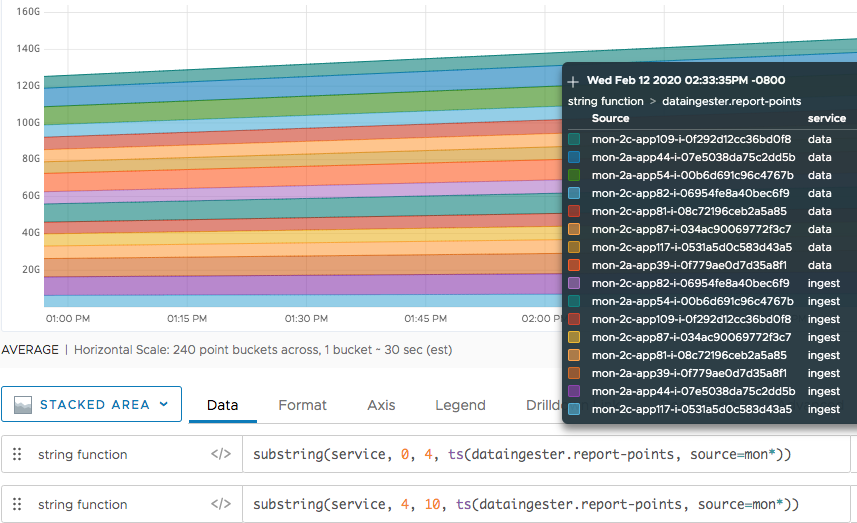 160G
140G
120G
100G
80G
60G
40G
20G
01:00 PM
01:15 PM
01:30 PM
01:45 PM
02:00 P
Wed Feb 12 2020 02:33:35PM -0800
string function > dataingester.report-points
Source service
mon-2c-app109-i-0f292d12cc36bd0f8 data
mon-2a-app44-i-07e5038da75c2dd5b data
mon-2a-app54-i-00b6d691c96c4767b data
mon-2c-app82-i-06954fe8a40bec6f9 data
mon-2c-app81-i-08c72196ceb2a5a85 data
mon-2c-app87-i-034ac90069772f3c7 data
mon-2c-app117-i-0531a5d0c583d43a5 data
mon-2a-app39-i-0f779ae0d7d35a8f1 data
mon-2c-app82-i-06954fe8a40bec6f9 ingest
mon-2a-app54-i-00b6d691c96c4767b ingest
mon-2c-app109-i-0f292d12cc36bd0f8 ingest
mon-2c-app87-i-034ac90069772f3c7 ingest
mon-2c-app81-i-08c72196ceb2a5a85 ingest
mon-2a-app39-i-0f779ae0d7d35a8f1 ingest
mon-2a-app44-i-07e5038da75c2dd5b ingest
mon-2c-app117-i-0531a5d0c583d43a5 ingest
AVERAGE | Horizontal Scale: 240 point buckets across, 1 bucket ~ 30 sec (est)
STACKED AREA Data Format Axis Legend Drilld
string function </> substring(service, 0, 4, ts(dataingester.report-points, source=mon*))
string function </> substring(service, 4, 10, ts(dataingester.report-points, source=mon*))